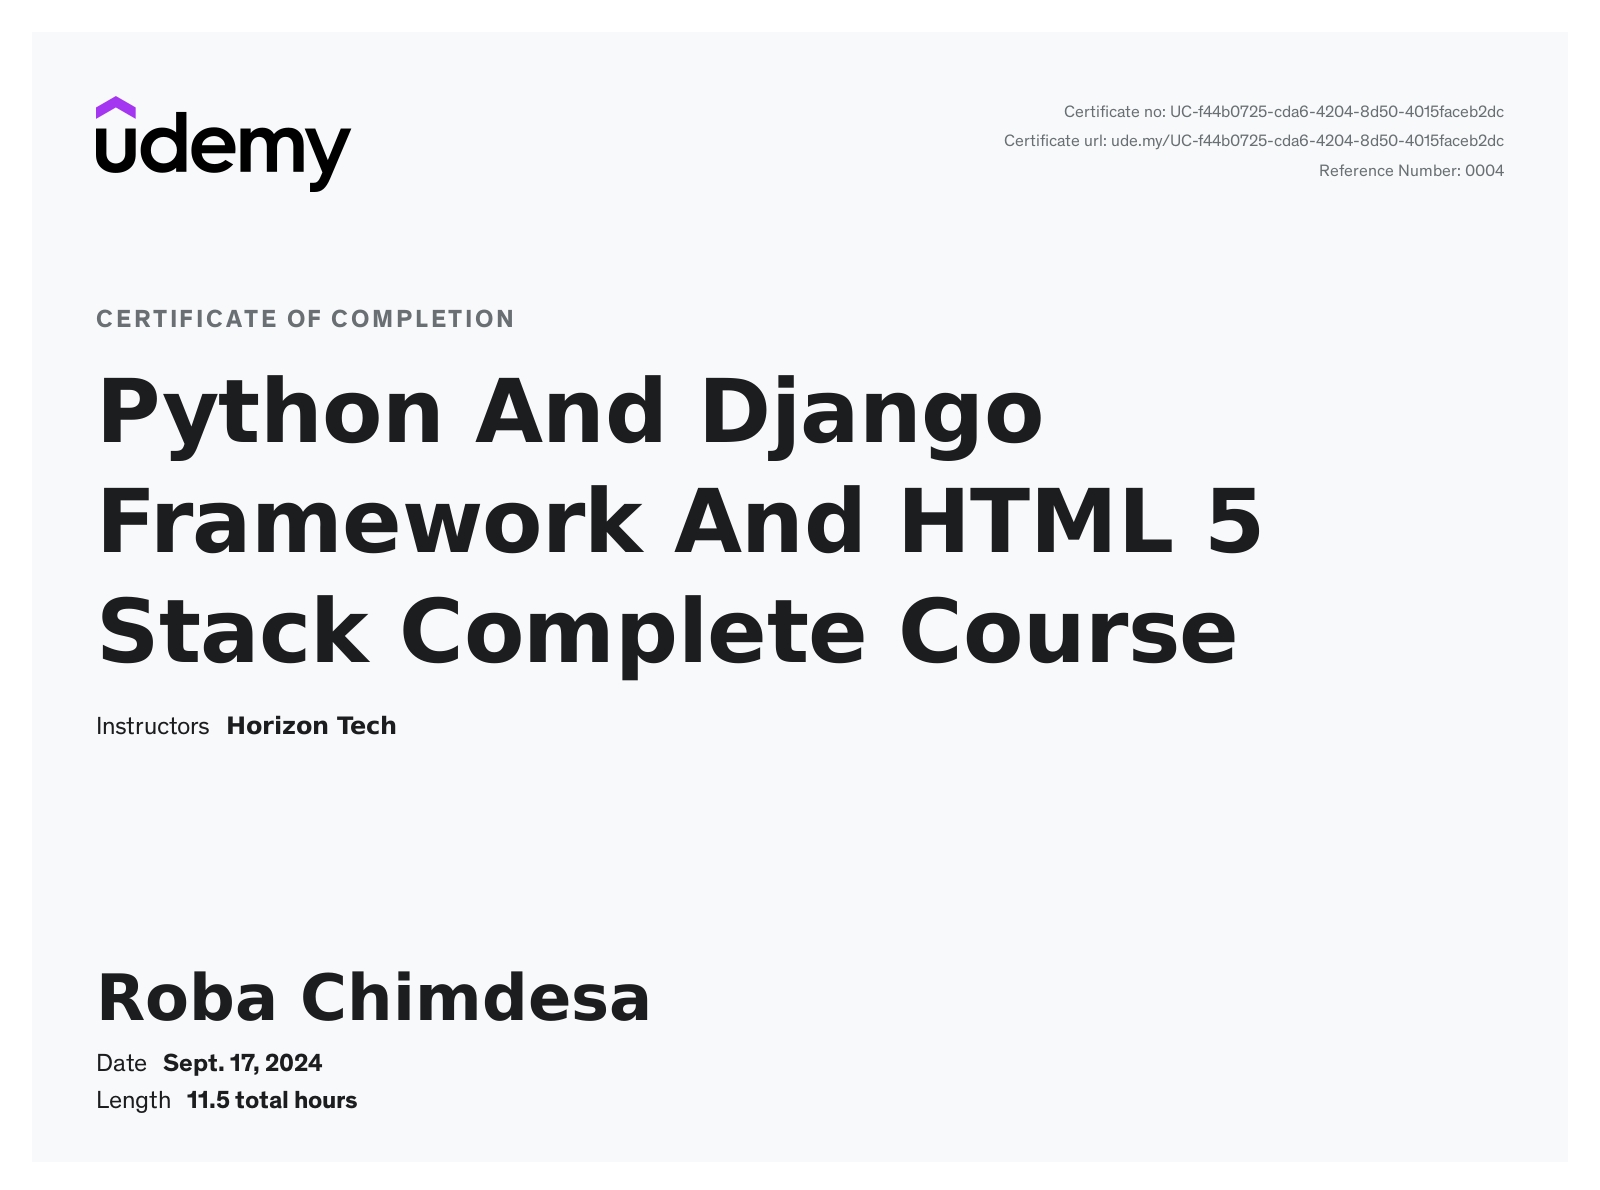 udemy
Certificate no: UC-f44b0725-cda6-4204-8d50-4015faceb2dc
Certificate url: ude.my/UC-f44b0725-cda6-4204-8d50-4015faceb2dc
Reference Number: 0004
CERTIFICATE OF COMPLETION
Python And Django
Framework And HTML 5
Stack Complete Course
Instructors Horizon Tech
Roba Chimdesa
Date Sept. 17, 2024
Length 11.5 total hours